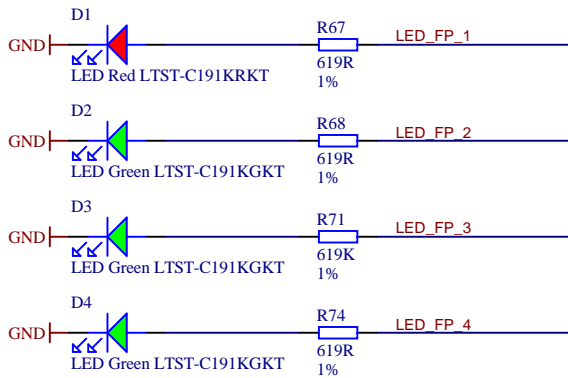 D1
GND
LED Red LTST-C191KRKT
R67
619R
1%
LED_FP_1
D2
GND
LED Green LTST-C191KGKT
R68
619R
1%
LED_FP_2
D3
GND
LED Green LTST-C191KGKT
R71
619K
1%
LED_FP_3
D4
GND
LED Green LTST-C191KGKT
R74
619R
1%
LED_FP_4